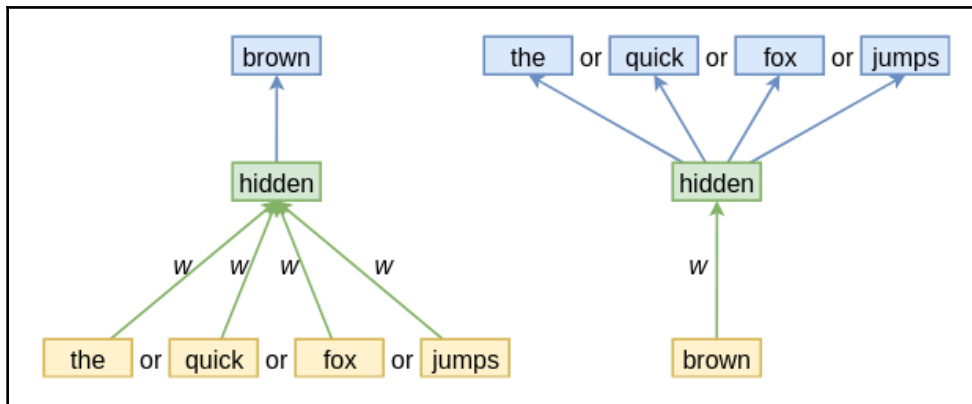 brown
hidden
w w w w
the or quick or fox or jumps
the or quick or fox or jumps
hidden
w
brown